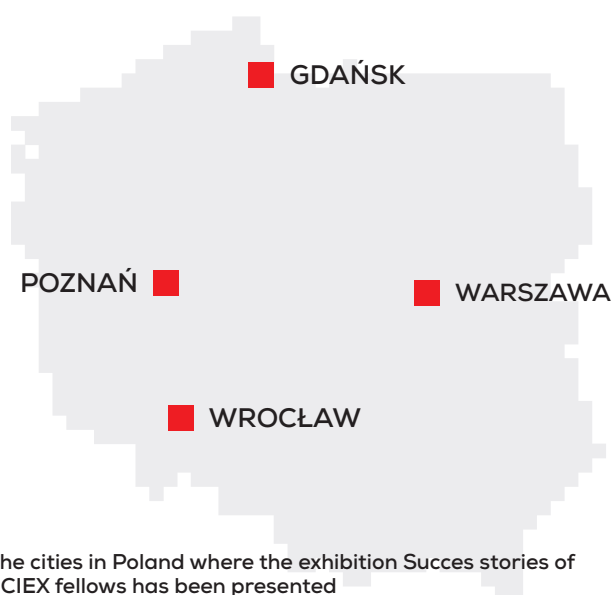 GDAŃSK
POZNAŃ
WARSZAWA
WROCŁAW
he cities in Poland where the exhibition Succes stories of
CIEX fellows has been presented